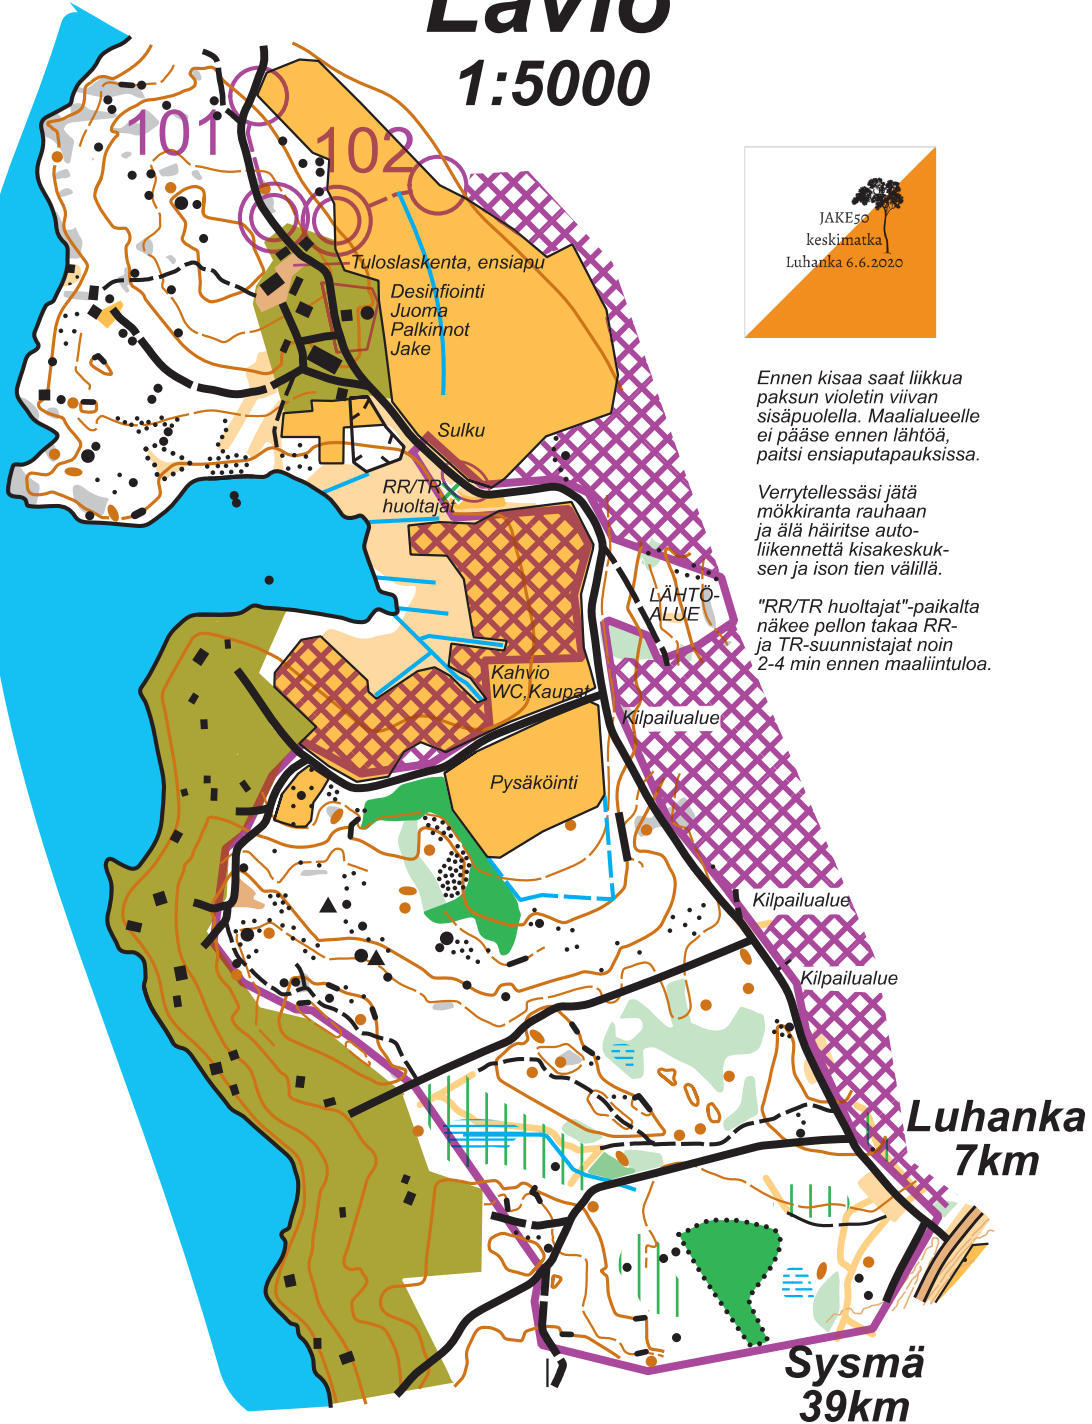 Lavio
1:5000
101
102
JAKE50
keskimatka
Luhanka 6.6.2020
Tuloslaskenta, ensiapu
Desinfiointi
Juoma
Palkinnot
Jake
Sulku
RR/TR
huoltajat
Ennen kisaa saat liikkua
paksun violetin viivan
sisäpuolella. Maalialueelle
ei pääse ennen lähtöä,
paitsi ensiaputapauksissa.
Verrytellessäsi jätä
mökkiranta rauhaan
ja älä häiritse auto-
liikennettä kisakeskuk-
sen ja ison tien välillä.
"RR/TR huoltajat"-paikalta
näkee pellon takaa RR-
ja TR-suunnistajat noin
2-4 min ennen maaliintuloa.
LÄHTÖ-
ALUE
Kahvio
WC,Kaupat
Kilpailualue
Pysäköinti
Kilpailualue
Kilpailualue
Luhanka
7km
Sysmä
39km